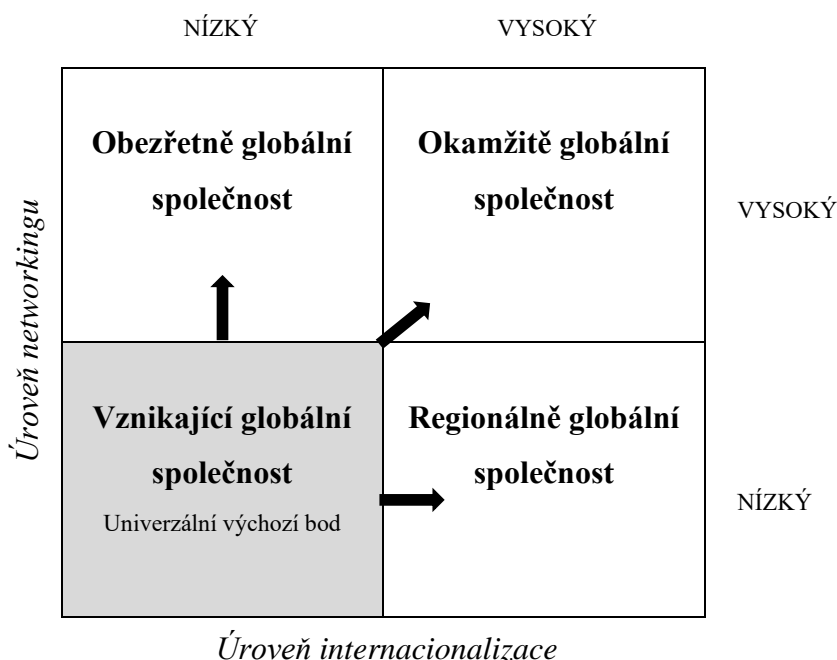 NÍZKÝ
VYSOKÝ
Obezřetně globální
společnost
Okamžitě globální
společnost
VYSOKÝ
Úroveň networkingu
Vznikající globální
společnost
Univerzální výchozí bod
Regionálně globální
společnost
NÍZKÝ
Úroveň internacionalizace